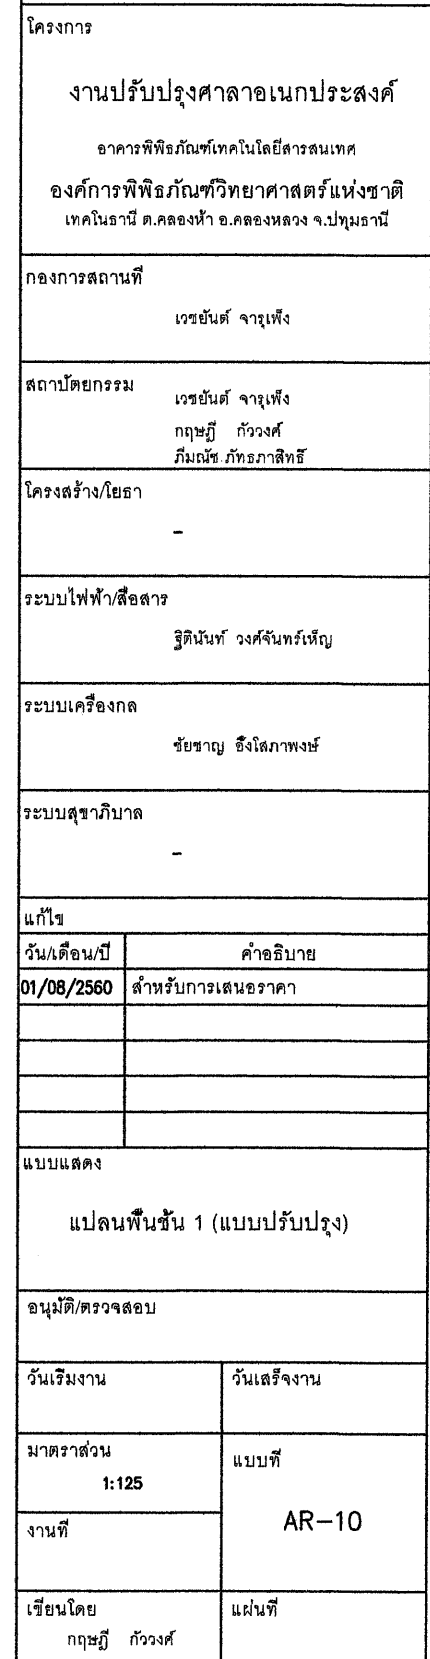 โครงการ
งานปรับปรุงศาลาอเนกประสงค์
อาคารพิพิธภัณฑ์เทคโนโลยีสารสนเทศ
องค์การพิพิธภัณฑ์วิทยาศาสตร์แห่งชาติ
เทคโนธานี ต.คลองห้า อ.คลองหลวง จ.ปทุมธานี
กองการสถานที่
เวชยันต์ จารุเพ็ง
สถาปัตยกรรม
เวชยันต์ จารุเพ็ง
กฤษฎี กัววงศ์
ภีมณัช ภัทธภาสิทธิ์
โครงสร้าง/โยธา
-
ระบบไฟฟ้า/สื่อสาร
ฐิตินันท์ วงศ์จันทร์เห็ญ
ระบบเครื่องกล
ชัยชาญ อึ้งโสภาพงษ์
ระบบสุขาภิบาล
-
แก้ไข
วัน/เดือน/ปี คำอธิบาย
01/08/2560 สำหรับการเสนอราคา
แบบแสดง
แปลนพื้นชั้น 1 (แบบปรับปรุง)
อนุมัติ/ตรวจสอบ
วันเริ่มงาน วันเสร็จงาน
มาตราส่วน
1:125
แบบที่
AR-10
งานที่
เขียนโดย
กฤษฎี กัววงศ์
แผ่นที่